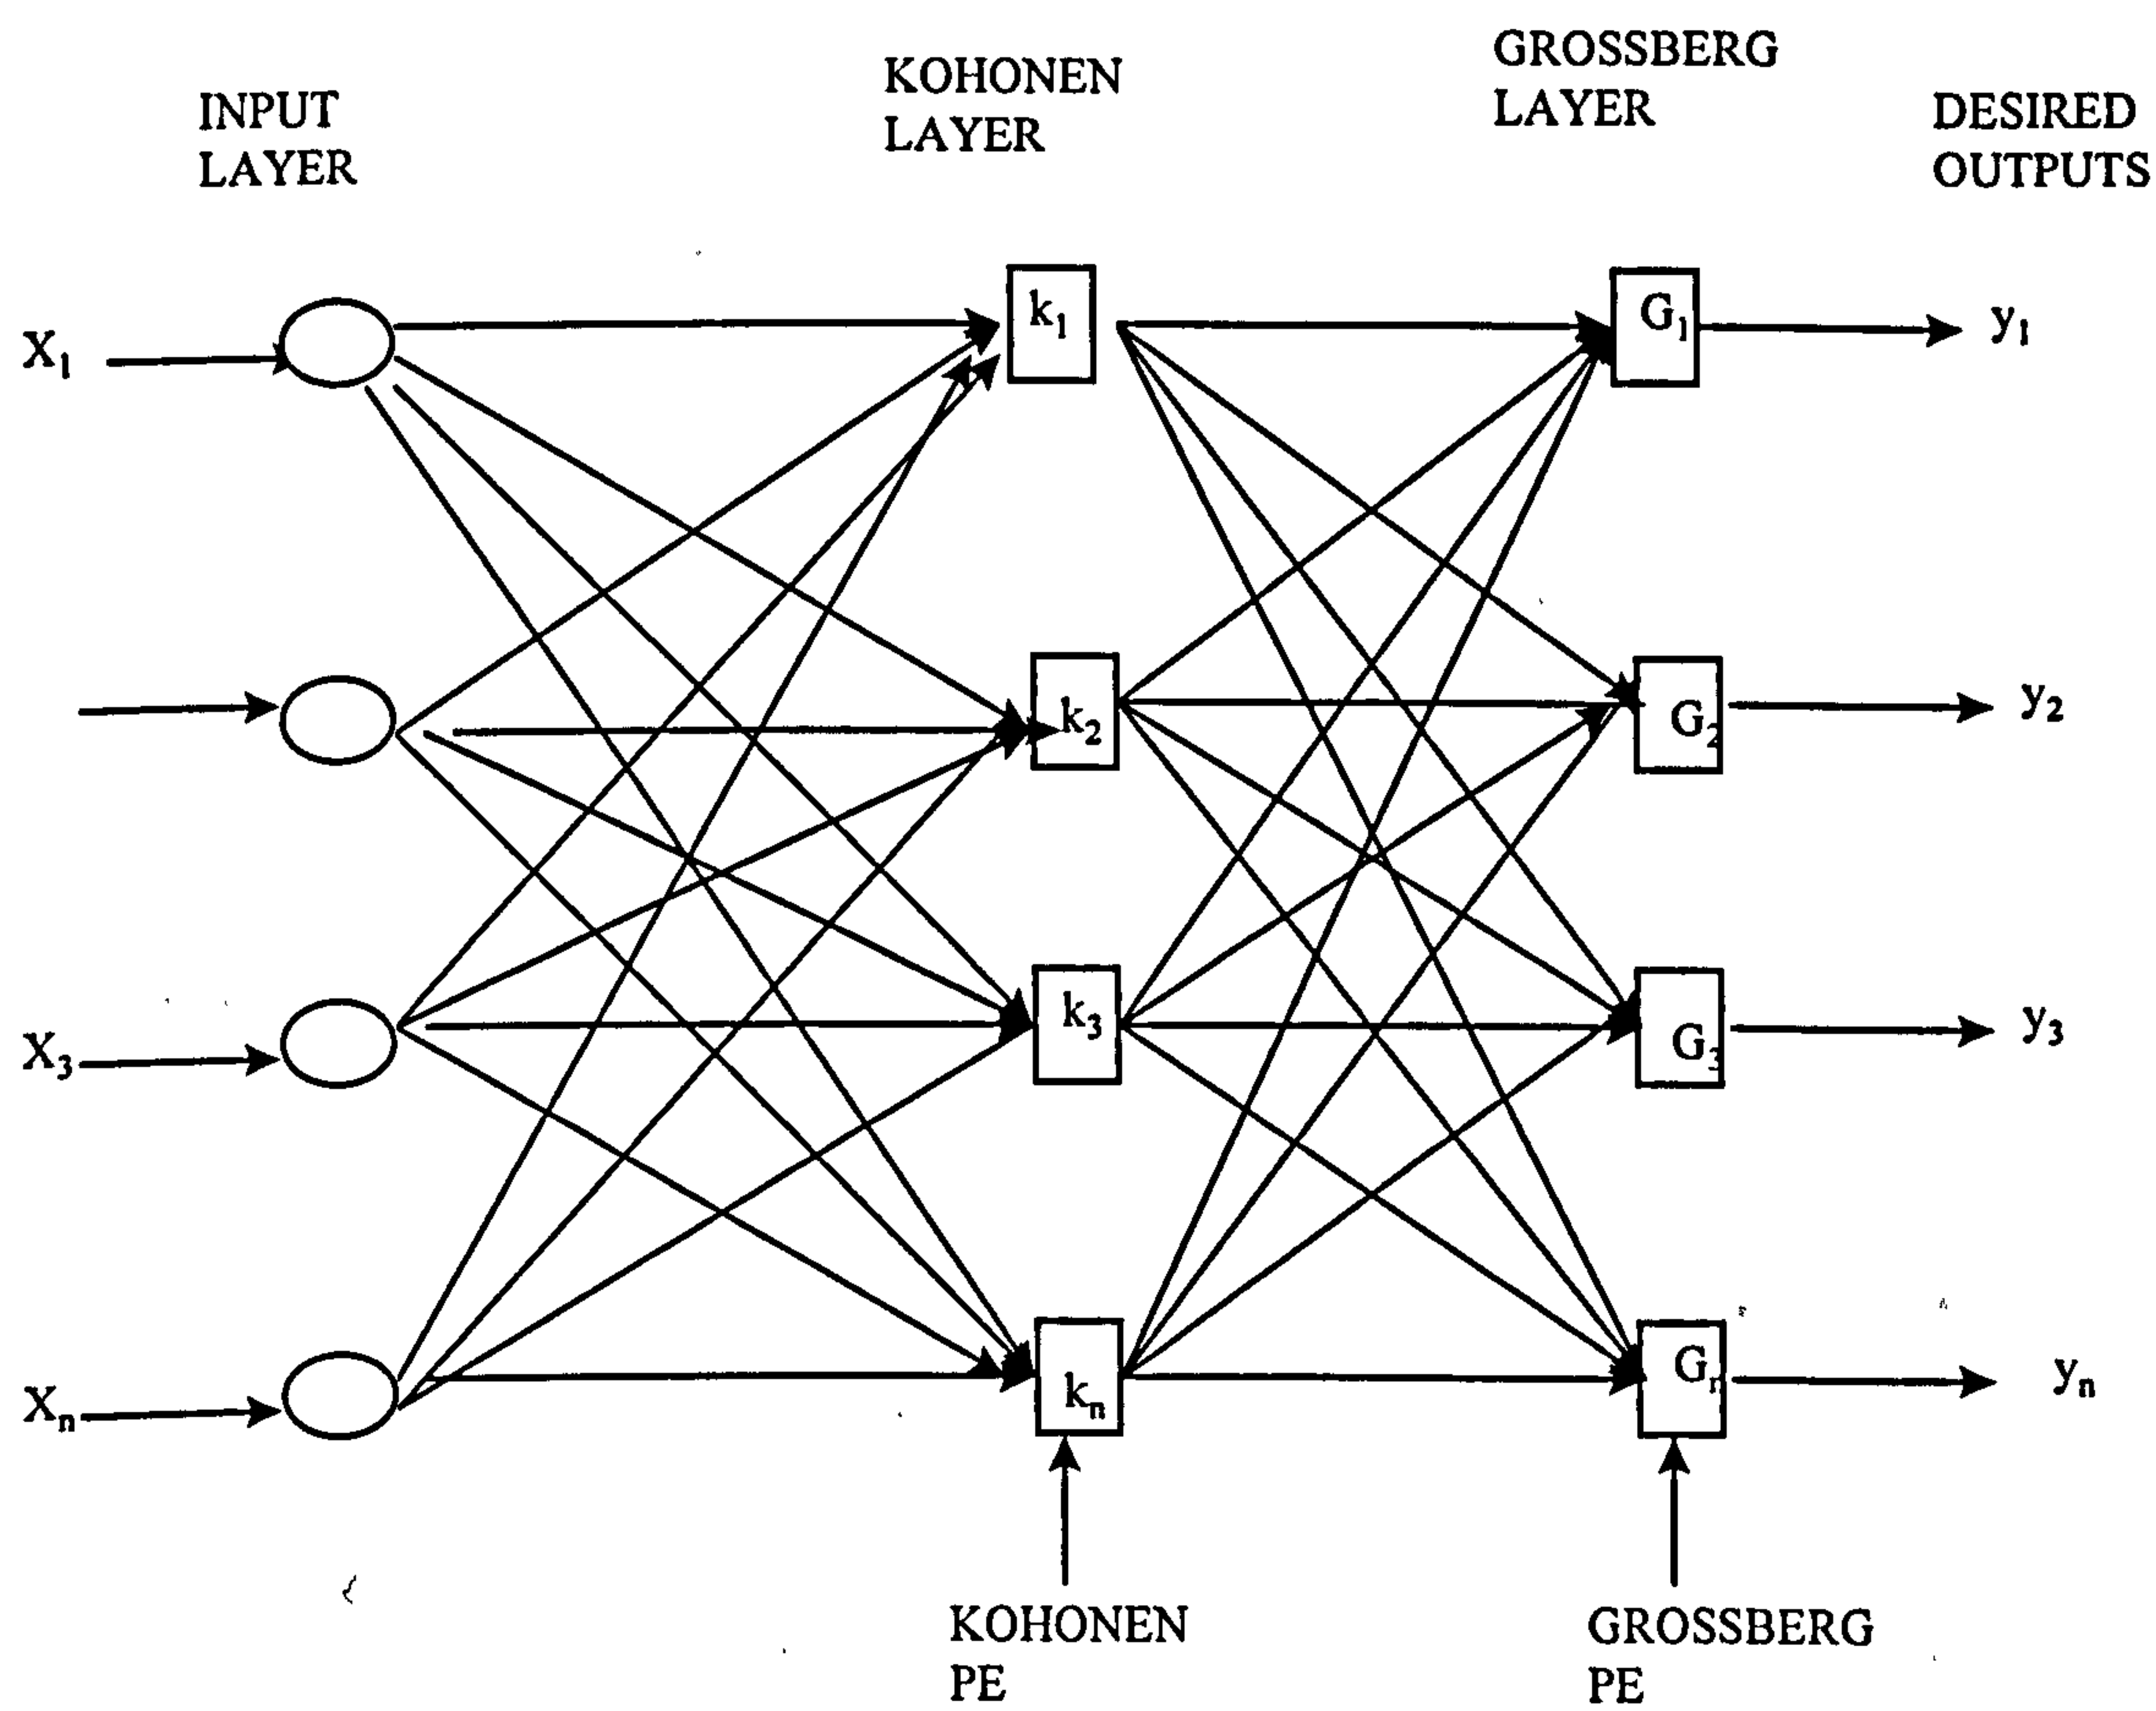 INPUT
LAYER
KOHONEN
LAYER
GROSSBERG
LAYER
DESIRED
OUTPUTS
X₁
k₁
G₁
y₁
k₂
G₂
y₂
X₃
k₃
G₃
y₃
Xₙ
kₙ
Gₙ
yₙ
KOHONEN
PE
GROSSBERG
PE